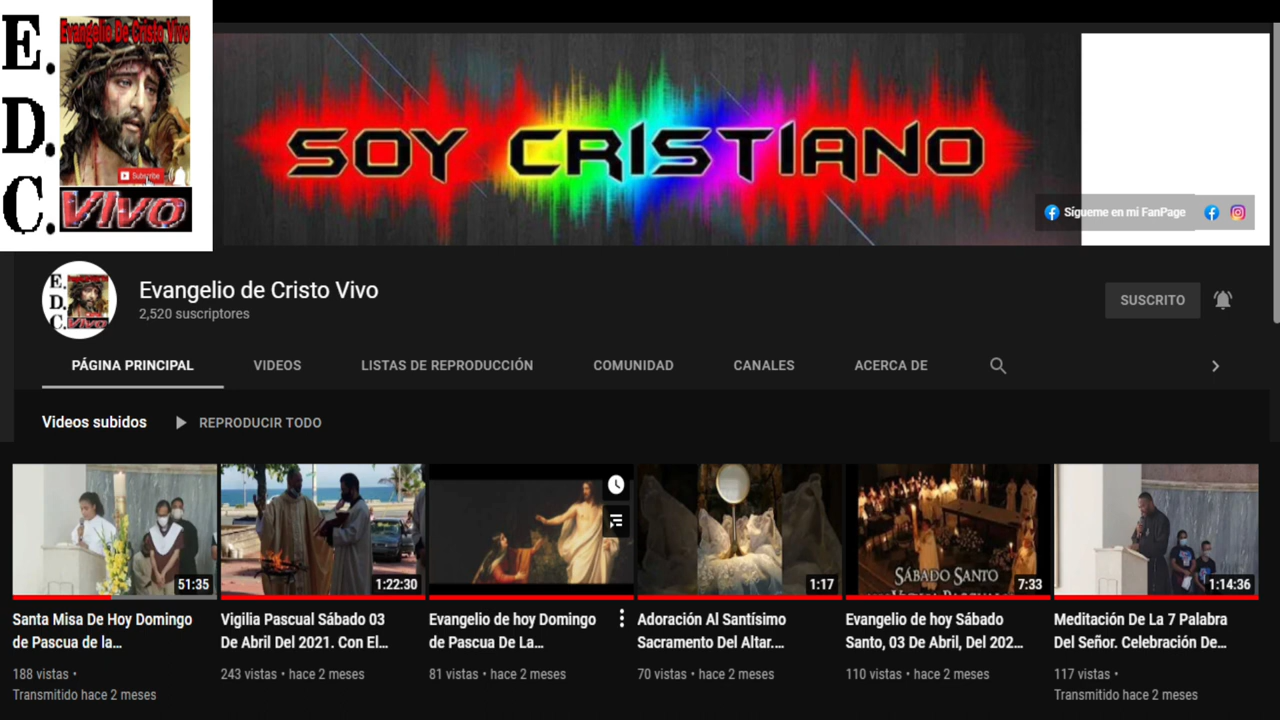 E.
D.
C.
Evangelio De Cristo Vivo
Subscribe
Vivo
SOY CRISTIANO
Sígueme en mi FanPage
Evangelio de Cristo Vivo
2,520 suscriptores
SUSCRITO
PÁGINA PRINCIPAL
VIDEOS
LISTAS DE REPRODUCCIÓN
COMUNIDAD
CANALES
ACERCA DE
Videos subidos
REPRODUCIR TODO
51:35
Santa Misa De Hoy Domingo
de Pascua de la...
188 vistas •
Transmitido hace 2 meses
1:22:30
Vigilia Pascual Sábado 03
De Abril Del 2021. Con El...
243 vistas • hace 2 meses
Evangelio de hoy Domingo
de Pascua De La...
81 vistas • hace 2 meses
1:17
Adoración Al Santísimo
Sacramento Del Altar....
70 vistas • hace 2 meses
SÁBADO SANTO
7:33
Evangelio de hoy Sábado
Santo, 03 De Abril, Del 202...
110 vistas • hace 2 meses
1:14:36
Meditación De La 7 Palabra
Del Señor. Celebración De...
117 vistas •
Transmitido hace 2 meses